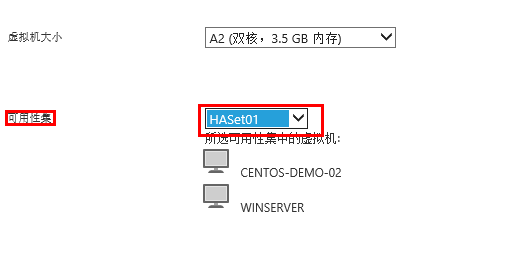 虚拟机大小
A2 (双核，3.5 GB 内存)
可用性集
HASet01
所选可用性集中的虚拟机:
CENTOS-DEMO-02
WINSERVER